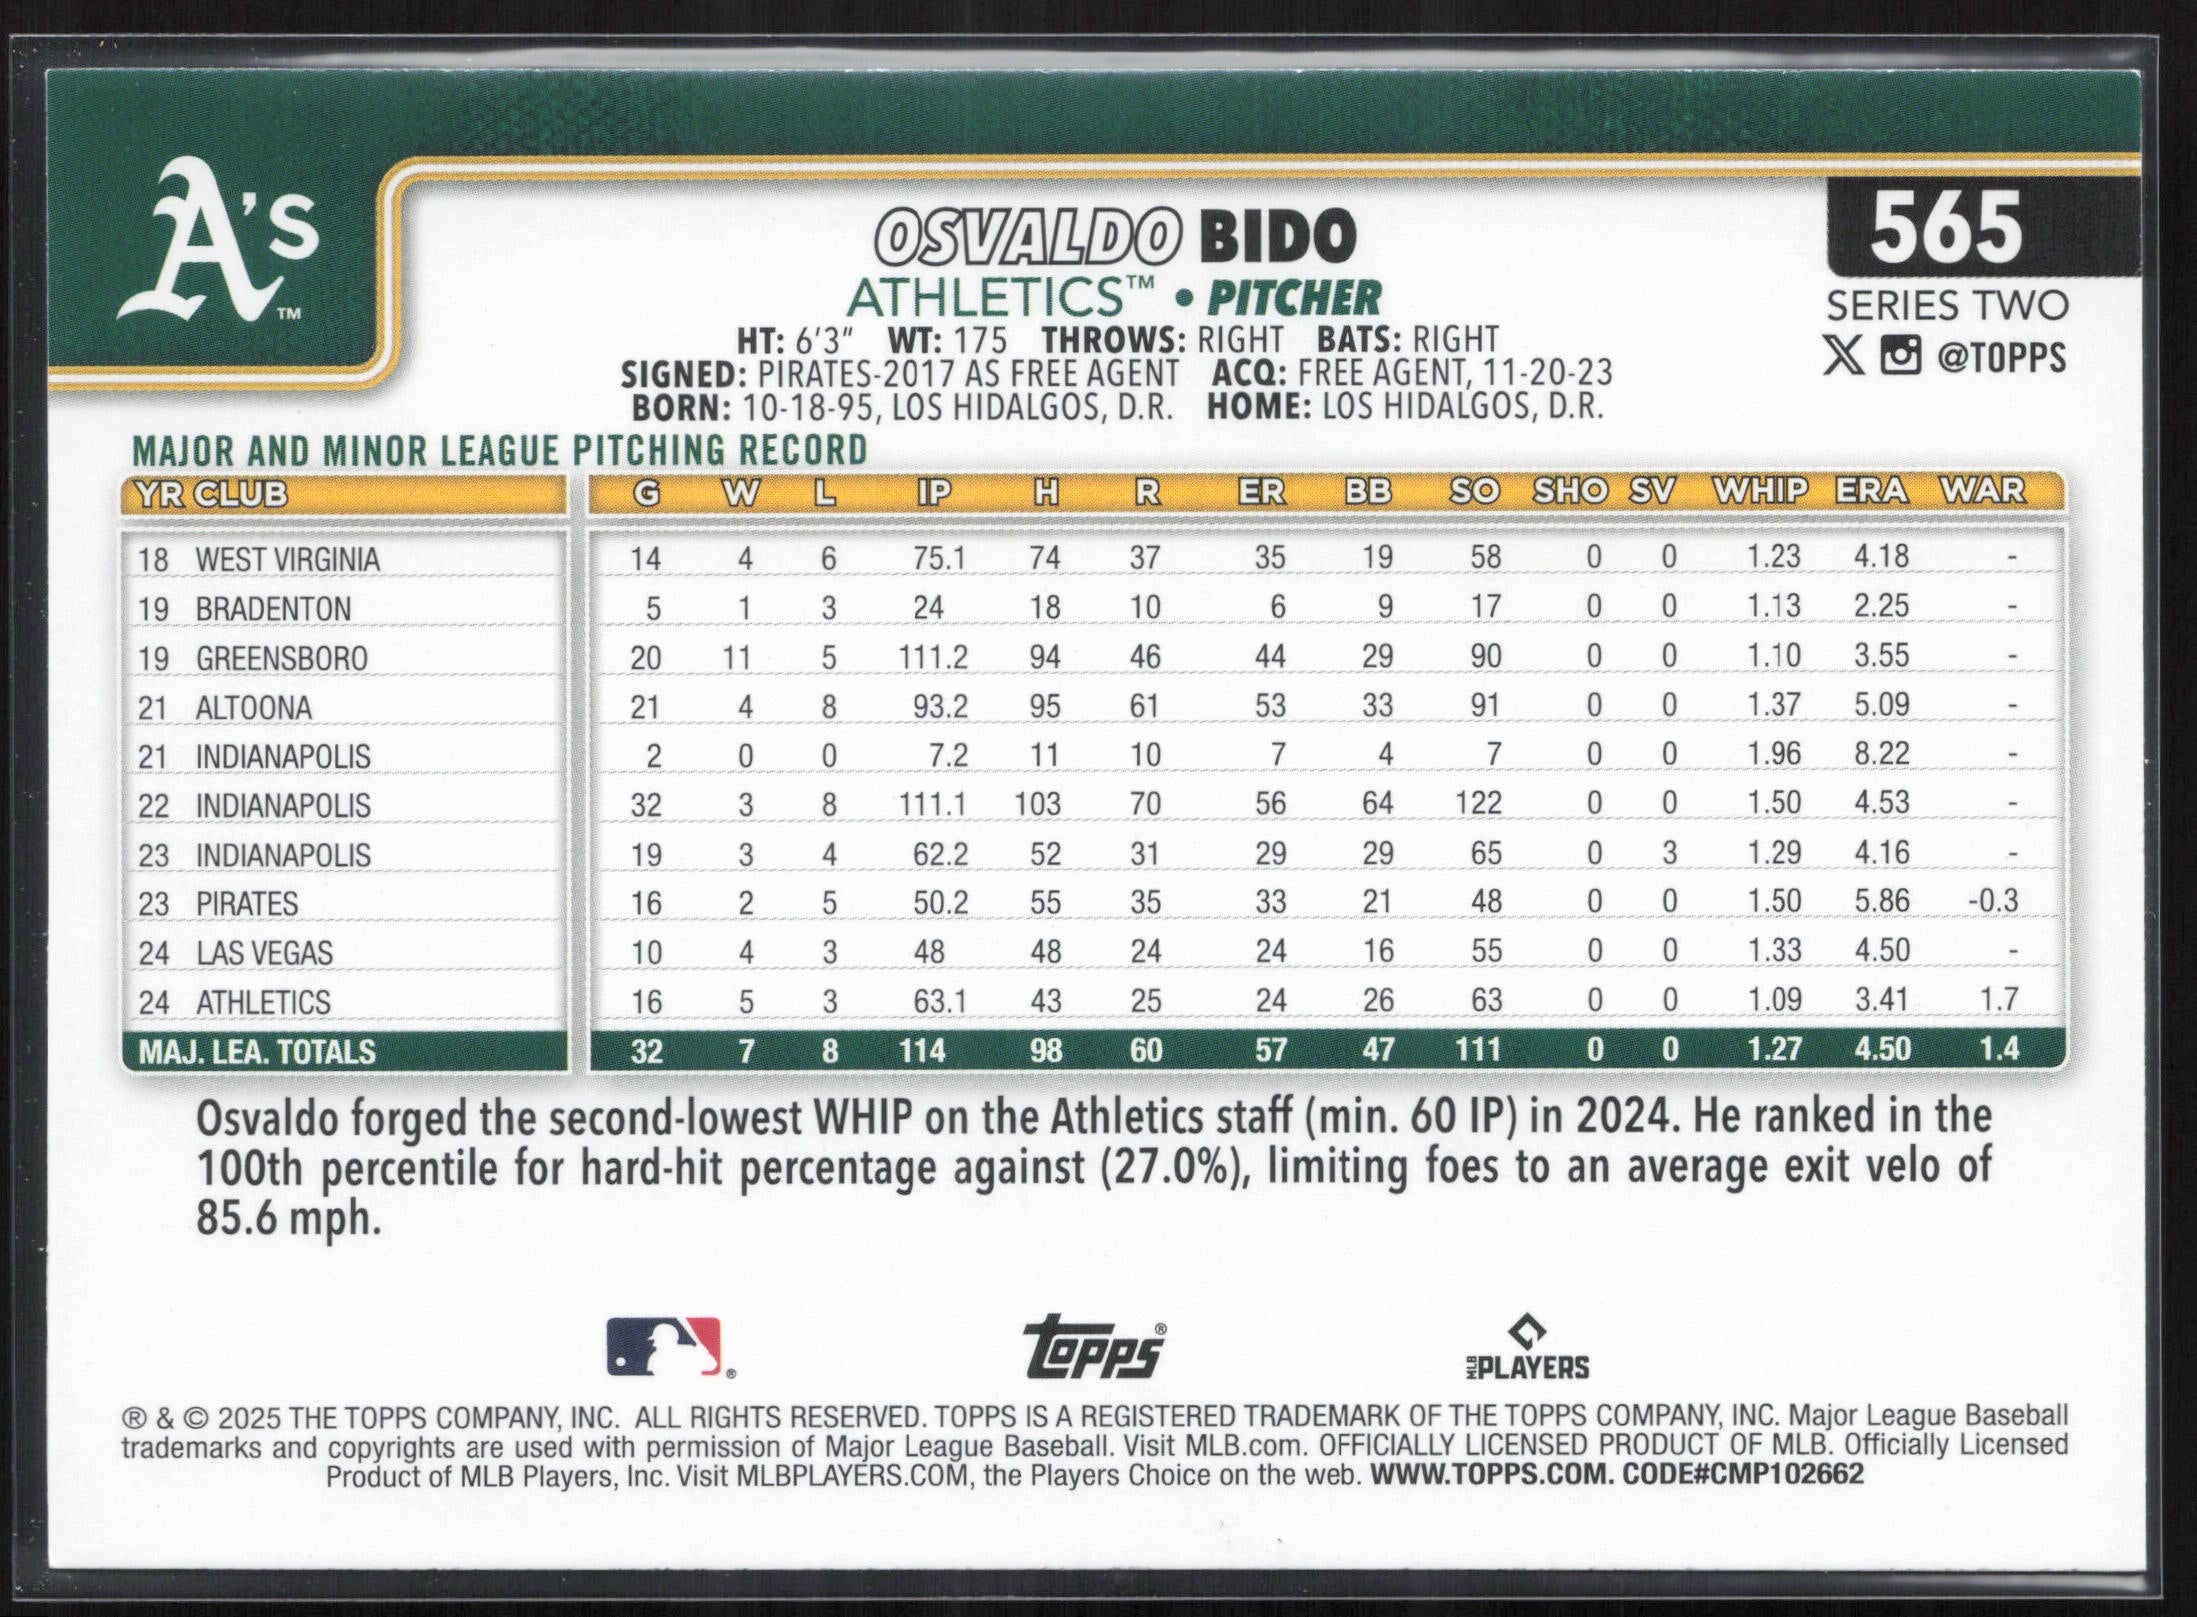 A's™
565
OSVALDO BIDO
ATHLETICS™ • PITCHER
SERIES TWO
HT: 6'3" WT: 175 THROWS: RIGHT BATS: RIGHT
@TOPPS
SIGNED: PIRATES-2017 AS FREE AGENT ACQ: FREE AGENT, 11-20-23
BORN: 10-18-95, LOS HIDALGOS, D.R. HOME: LOS HIDALGOS, D.R.
MAJOR AND MINOR LEAGUE PITCHING RECORD
YR CLUB G W L IP H R ER BB SO SHO SV WHIP ERA WAR
18 WEST VIRGINIA 14 4 6 75.1 74 37 35 19 58 0 0 1.23 4.18 -
19 BRADENTON 5 1 3 24 18 10 6 9 17 0 0 1.13 2.25 -
19 GREENSBORO 20 11 5 111.2 94 46 44 29 90 0 0 1.10 3.55 -
21 ALTOONA 21 4 8 93.2 95 61 53 33 91 0 0 1.37 5.09 -
21 INDIANAPOLIS 2 0 0 7.2 11 10 7 4 7 0 0 1.96 8.22 -
22 INDIANAPOLIS 32 3 8 111.1 103 70 56 64 122 0 0 1.50 4.53 -
23 INDIANAPOLIS 19 3 4 62.2 52 31 29 29 65 0 3 1.29 4.16 -
23 PIRATES 16 2 5 50.2 55 35 33 21 48 0 0 1.50 5.86 -0.3
24 LAS VEGAS 10 4 3 48 48 24 24 16 55 0 0 1.33 4.50 -
24 ATHLETICS 16 5 3 63.1 43 25 24 26 63 0 0 1.09 3.41 1.7
MAJ. LEA. TOTALS 32 7 8 114 98 60 57 47 111 0 0 1.27 4.50 1.4
Osvaldo forged the second-lowest WHIP on the Athletics staff (min. 60 IP) in 2024. He ranked in the
100th percentile for hard-hit percentage against (27.0%), limiting foes to an average exit velo of
85.6 mph.
® Topps® MLB PLAYERS
® & © 2025 THE TOPPS COMPANY, INC. ALL RIGHTS RESERVED. TOPPS IS A REGISTERED TRADEMARK OF THE TOPPS COMPANY, INC. Major League Baseball
trademarks and copyrights are used with permission of Major League Baseball. Visit MLB.com. OFFICIALLY LICENSED PRODUCT OF MLB. Officially Licensed
Product of MLB Players, Inc. Visit MLBPLAYERS.COM, the Players Choice on the web. WWW.TOPPS.COM. CODE#CMP102662